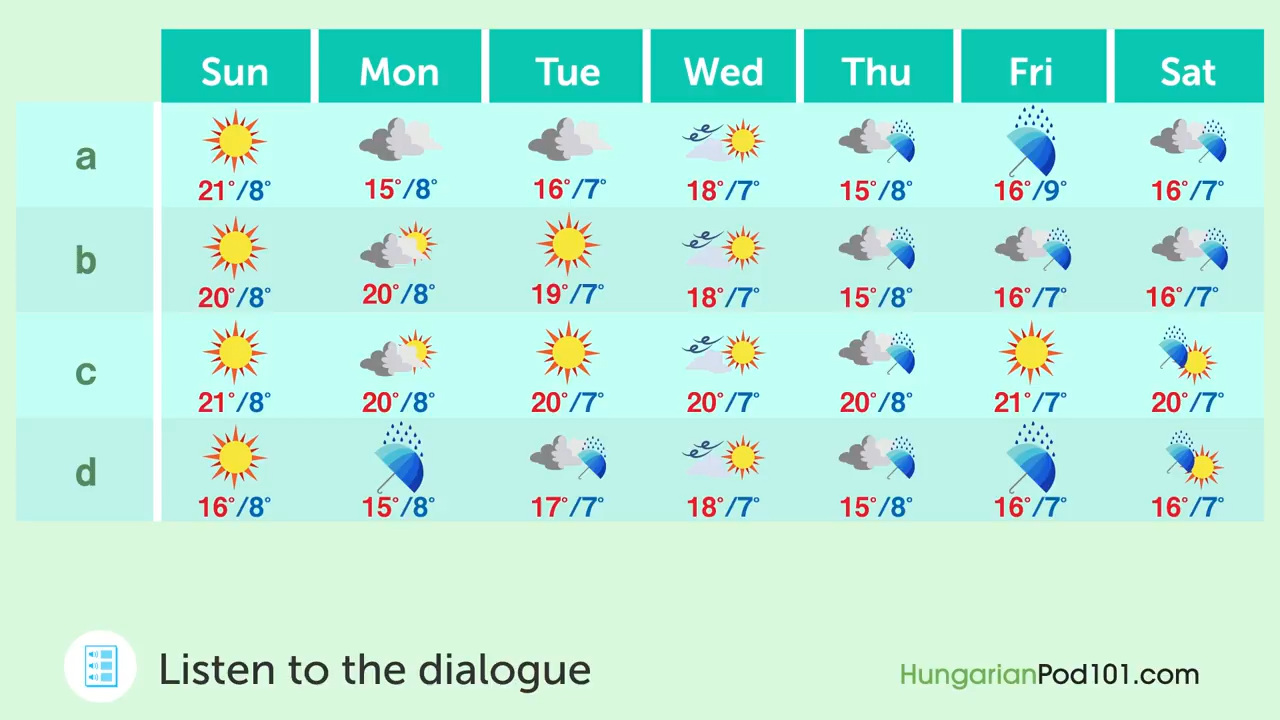 Sun Mon Tue Wed Thu Fri Sat
a
21°/8° 15°/8° 16°/7° 18°/7° 15°/8° 16°/9° 16°/7°
b
20°/8° 20°/8° 19°/7° 18°/7° 15°/8° 16°/7° 16°/7°
c
21°/8° 20°/8° 20°/7° 20°/7° 20°/8° 21°/7° 20°/7°
d
16°/8° 15°/8° 17°/7° 18°/7° 15°/8° 16°/7° 16°/7°
Listen to the dialogue
HungarianPod101.com